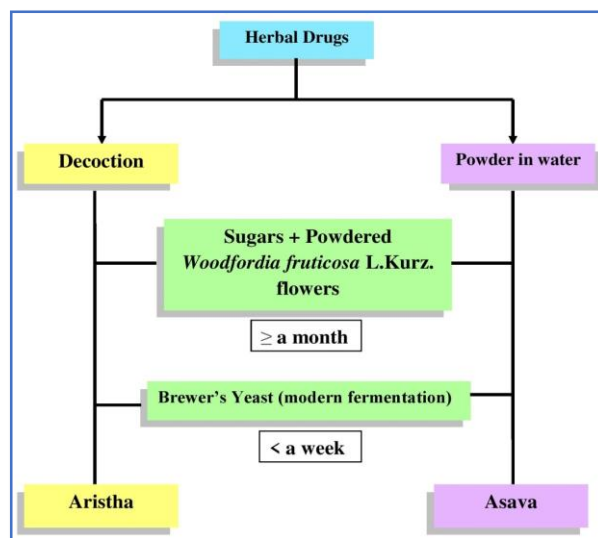 Herbal Drugs
Decoction
Powder in water
Sugars + Powdered
Woodfordia fruticosa L.Kurz.
flowers
≥ a month
Brewer's Yeast (modern fermentation)
< a week
Aristha
Asava